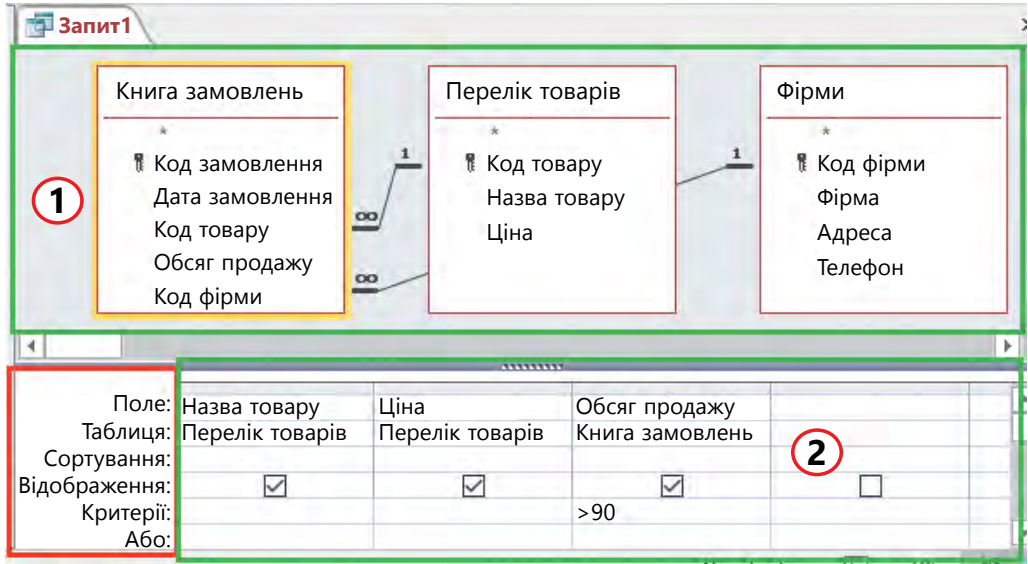 Запит1
Книга замовлень
*
Код замовлення
Дата замовлення
Код товару
Обсяг продажу
Код фірми
Перелік товарів
*
Код товару
Назва товару
Ціна
Фірми
*
Код фірми
Фірма
Адреса
Телефон
1
∞
∞
1
1
Поле: Назва товару Ціна Обсяг продажу
Таблиця: Перелік товарів Перелік товарів Книга замовлень
Сортування:
2
Відображення:
Критерії: >90
Або: